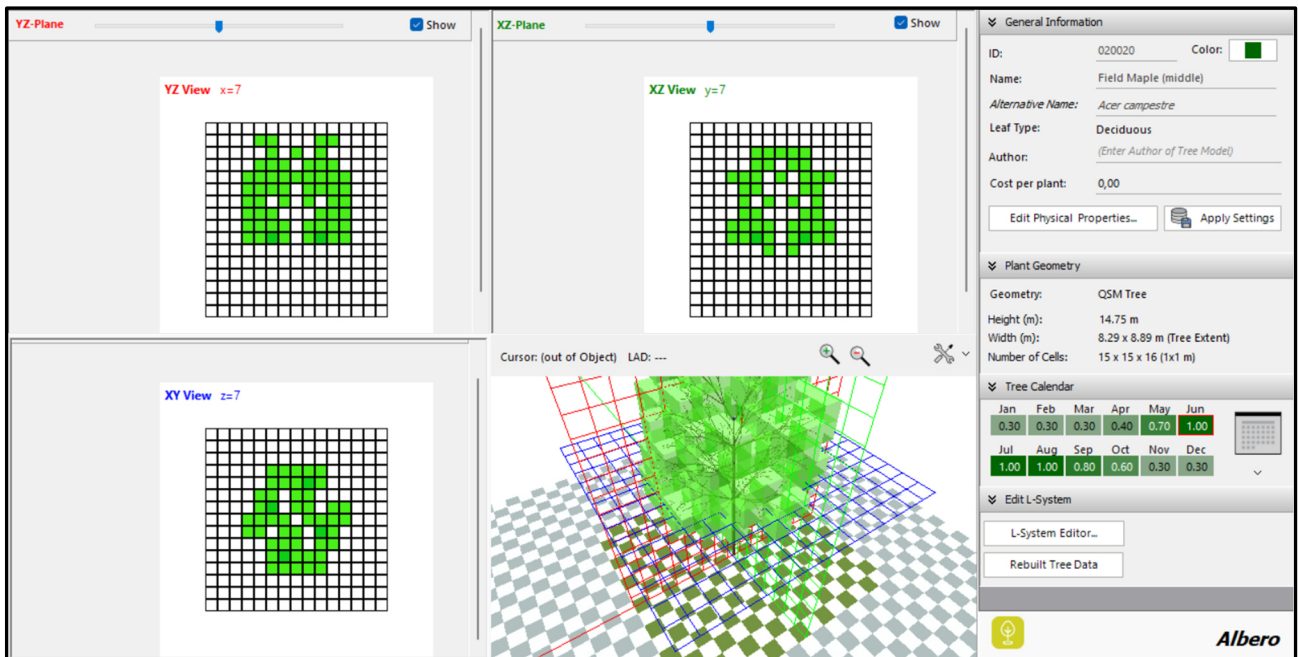 YZ-Plane
Show
XZ-Plane
Show
YZ View x=7
XZ View y=7
XY View z=7
Cursor: (out of Object) LAD: ---
General Information
ID: 020020 Color:
Name: Field Maple (middle)
Alternative Name: Acer campestre
Leaf Type: Deciduous
Author: (Enter Author of Tree Model)
Cost per plant: 0,00
Edit Physical Properties... Apply Settings
Plant Geometry
Geometry: QSM Tree
Height (m): 14.75 m
Width (m): 8.29 x 8.89 m (Tree Extent)
Number of Cells: 15 x 15 x 16 (1x1 m)
Tree Calendar
Jan Feb Mar Apr May Jun
0.30 0.30 0.30 0.40 0.70 1.00
Jul Aug Sep Oct Nov Dec
1.00 1.00 0.80 0.60 0.30 0.30
Edit L-System
L-System Editor...
Rebuilt Tree Data
Albero